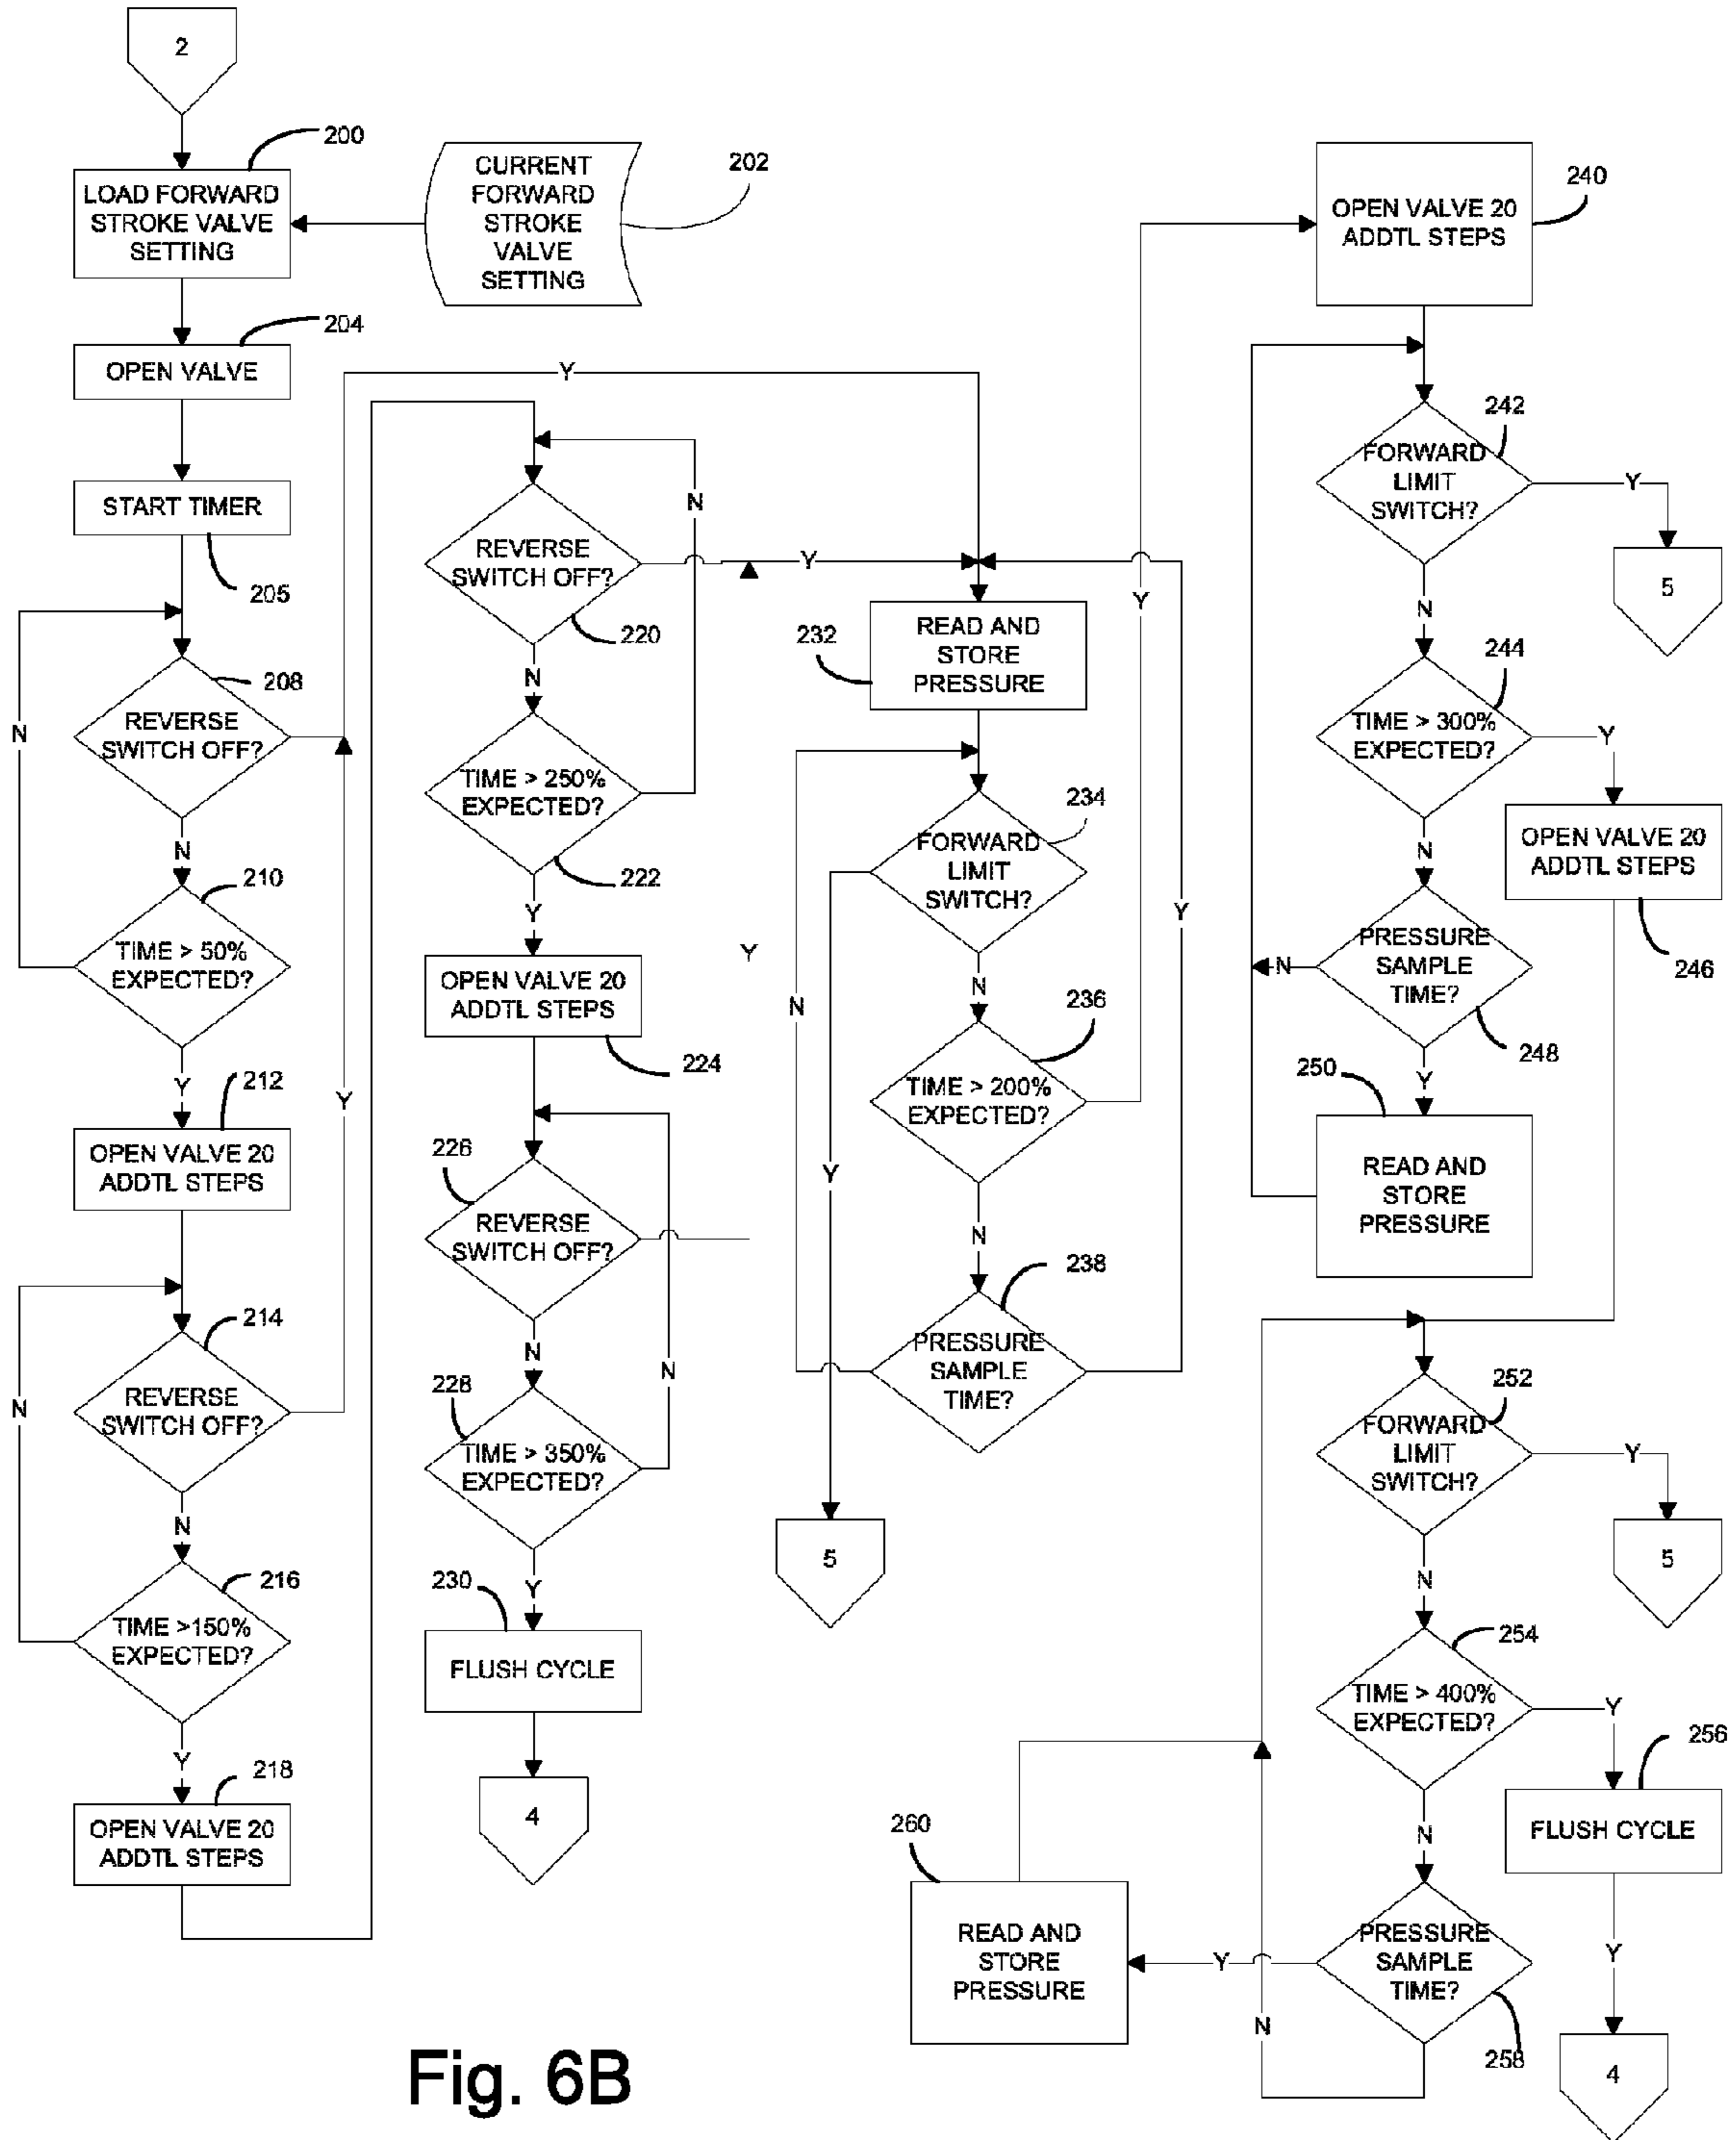 2
200
LOAD FORWARD
STROKE VALVE
SETTING
CURRENT
FORWARD
STROKE
VALVE
SETTING
202
204
OPEN VALVE
START TIMER
205
208
REVERSE
SWITCH OFF?
N
N
210
TIME > 50%
EXPECTED?
Y
212
OPEN VALVE 20
ADDTL STEPS
Y
214
REVERSE
SWITCH OFF?
N
N
216
TIME >150%
EXPECTED?
Y
218
OPEN VALVE 20
ADDTL STEPS
Y
N
REVERSE
SWITCH OFF?
Y
220
N
TIME > 250%
EXPECTED?
222
Y
OPEN VALVE 20
ADDTL STEPS
224
Y
226
REVERSE
SWITCH OFF?
N
N
228
TIME > 350%
EXPECTED?
Y
230
FLUSH CYCLE
4
232
READ AND
STORE
PRESSURE
234
FORWARD
LIMIT
SWITCH?
Y
N
N
236
TIME > 200%
EXPECTED?
Y
Y
N
238
PRESSURE
SAMPLE
TIME?
5
240
OPEN VALVE 20
ADDTL STEPS
242
FORWARD
LIMIT
SWITCH?
Y
5
N
244
TIME > 300%
EXPECTED?
Y
OPEN VALVE 20
ADDTL STEPS
246
N
PRESSURE
SAMPLE
TIME?
N
248
Y
250
READ AND
STORE
PRESSURE
252
FORWARD
LIMIT
SWITCH?
Y
5
N
254
TIME > 400%
EXPECTED?
Y
256
FLUSH CYCLE
Y
4
N
PRESSURE
SAMPLE
TIME?
258
Y
N
260
READ AND
STORE
PRESSURE
Fig. 6B